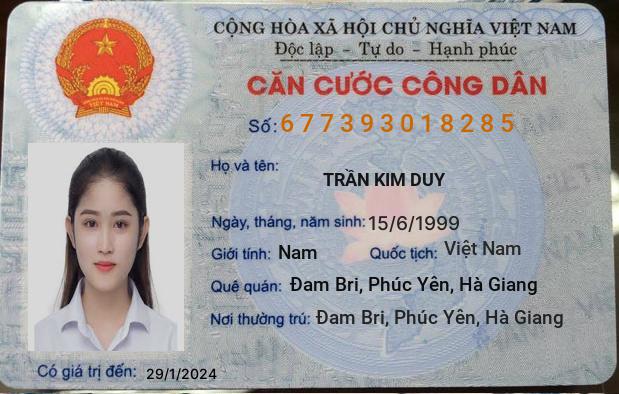 CỘNG HÒA XÃ HỘI CHỦ NGHĨA VIỆT NAM
Độc lập - Tự do - Hạnh phúc
CĂN CƯỚC CÔNG DÂN
Số: 677393018285
Họ và tên:
TRẦN KIM DUY
Ngày, tháng, năm sinh: 15/6/1999
Giới tính: Nam Quốc tịch: Việt Nam
Quê quán: Đam Bri, Phúc Yên, Hà Giang
Nơi thường trú: Đam Bri, Phúc Yên, Hà Giang
Có giá trị đến: 29/1/2024
VIỆT NAM